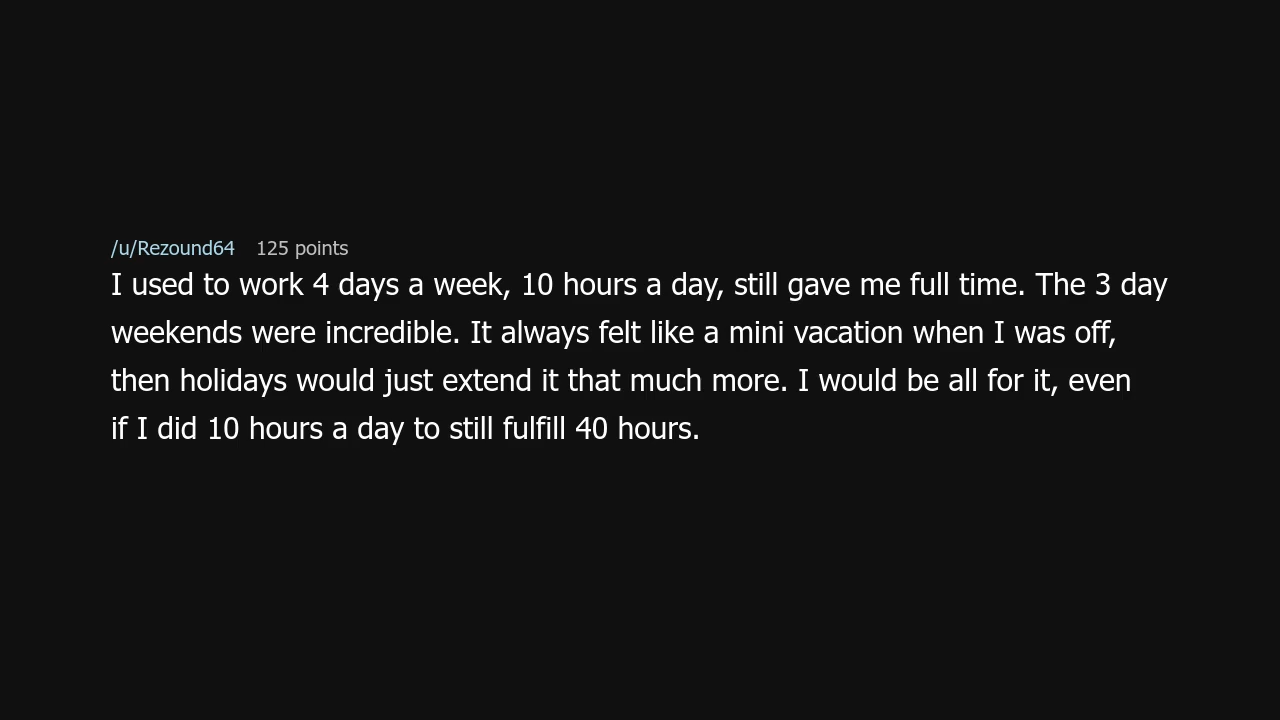 /u/Rezound64 125 points
I used to work 4 days a week, 10 hours a day, still gave me full time. The 3 day
weekends were incredible. It always felt like a mini vacation when I was off,
then holidays would just extend it that much more. I would be all for it, even
if I did 10 hours a day to still fulfill 40 hours.